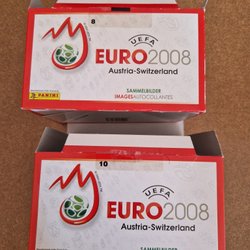 8
UEFA
EURO2008
Austria-Switzerland
PANINI
SAMMELBILDER
IMAGES AUTOCOLLANTES
10
UEFA
EURO2008
Austria-Switzerland
SAMMELBILDER